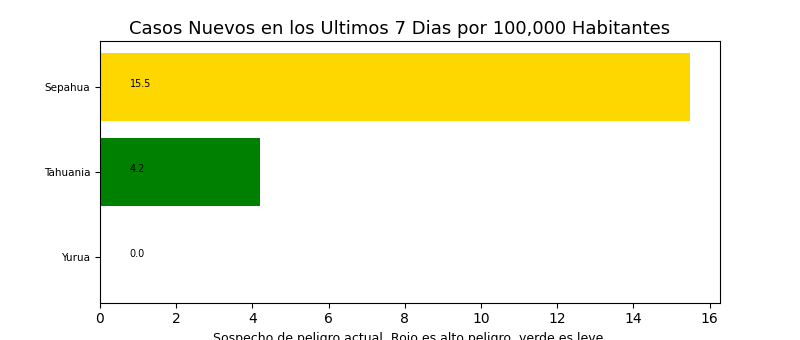 Casos Nuevos en los Ultimos 7 Dias por 100,000 Habitantes
Sepahua
15.5
Tahuania
4.2
Yurua
0.0
0 2 4 6 8 10 12 14 16
Sospecho de peligro actual. Rojo es alto peligro, verde es leve